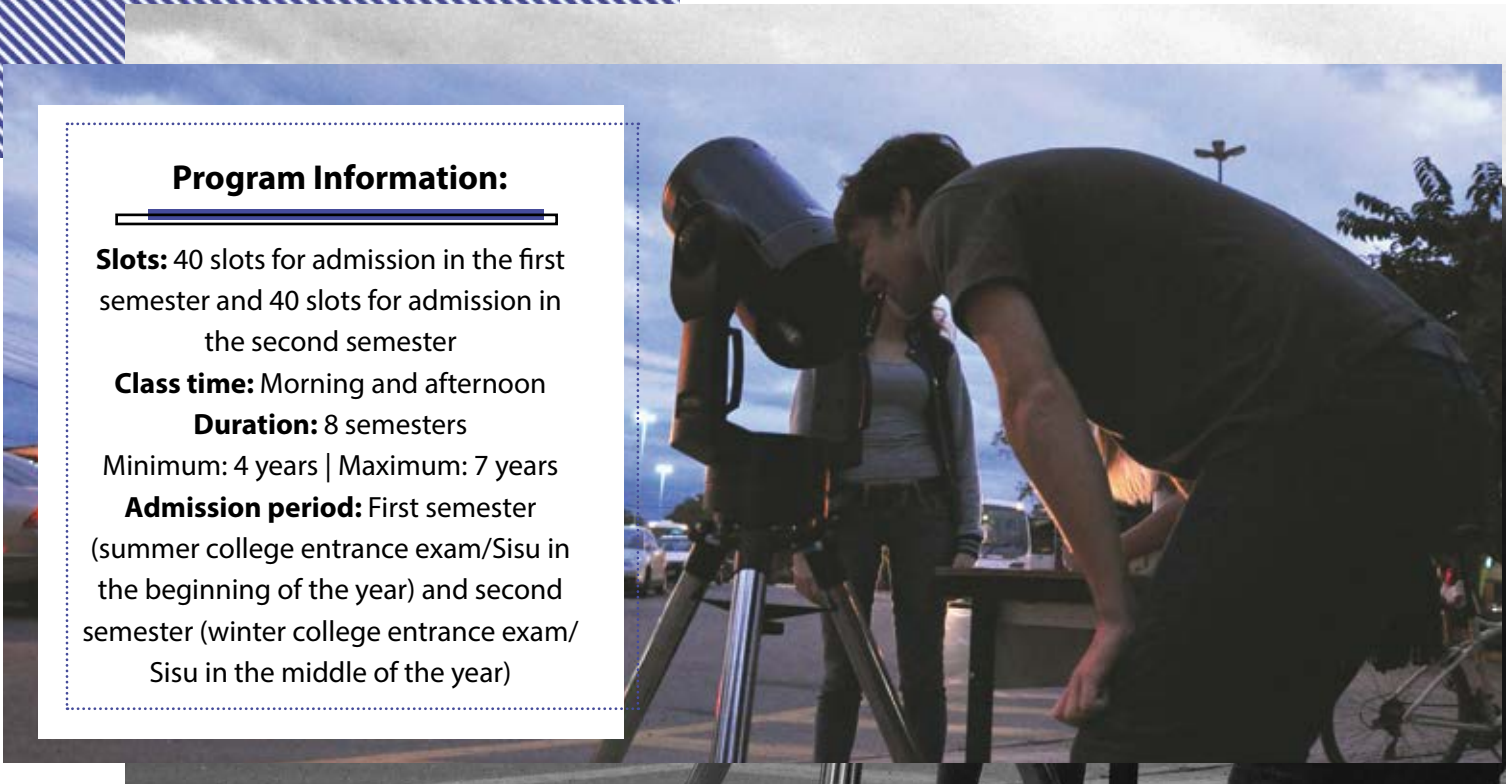 Program Information:
Slots: 40 slots for admission in the first
semester and 40 slots for admission in
the second semester
Class time: Morning and afternoon
Duration: 8 semesters
Minimum: 4 years | Maximum: 7 years
Admission period: First semester
(summer college entrance exam/Sisu in
the beginning of the year) and second
semester (winter college entrance exam/
Sisu in the middle of the year)